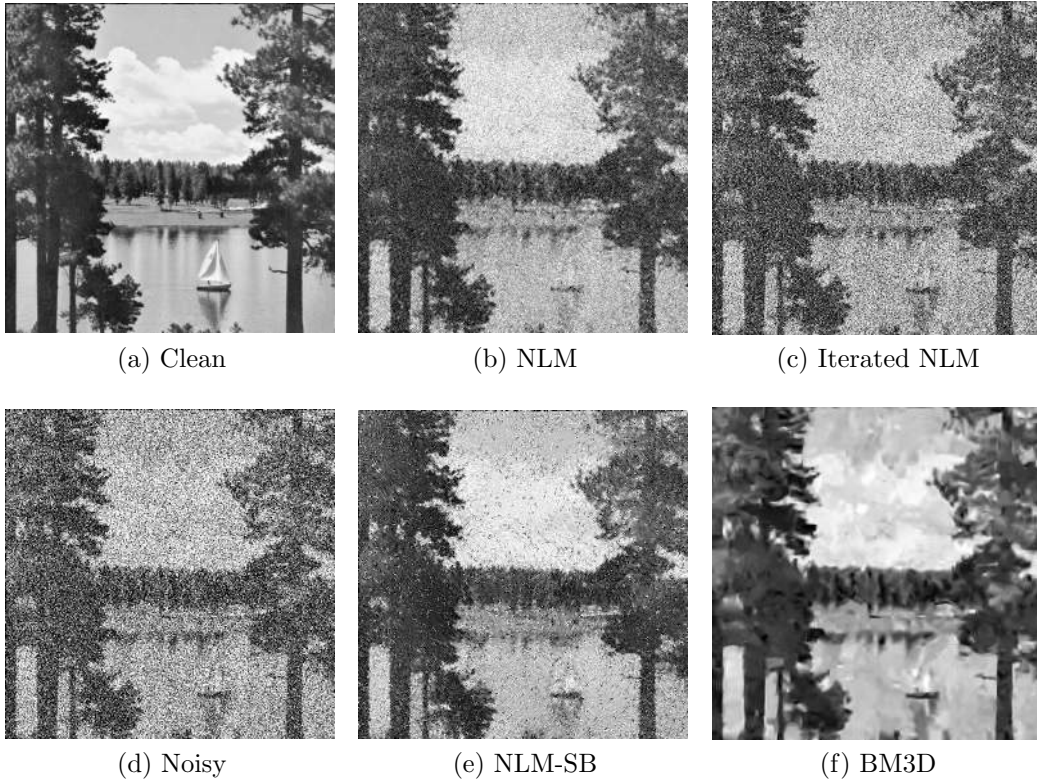 (a) Clean
(b) NLM
(c) Iterated NLM
(d) Noisy
(e) NLM-SB
(f) BM3D